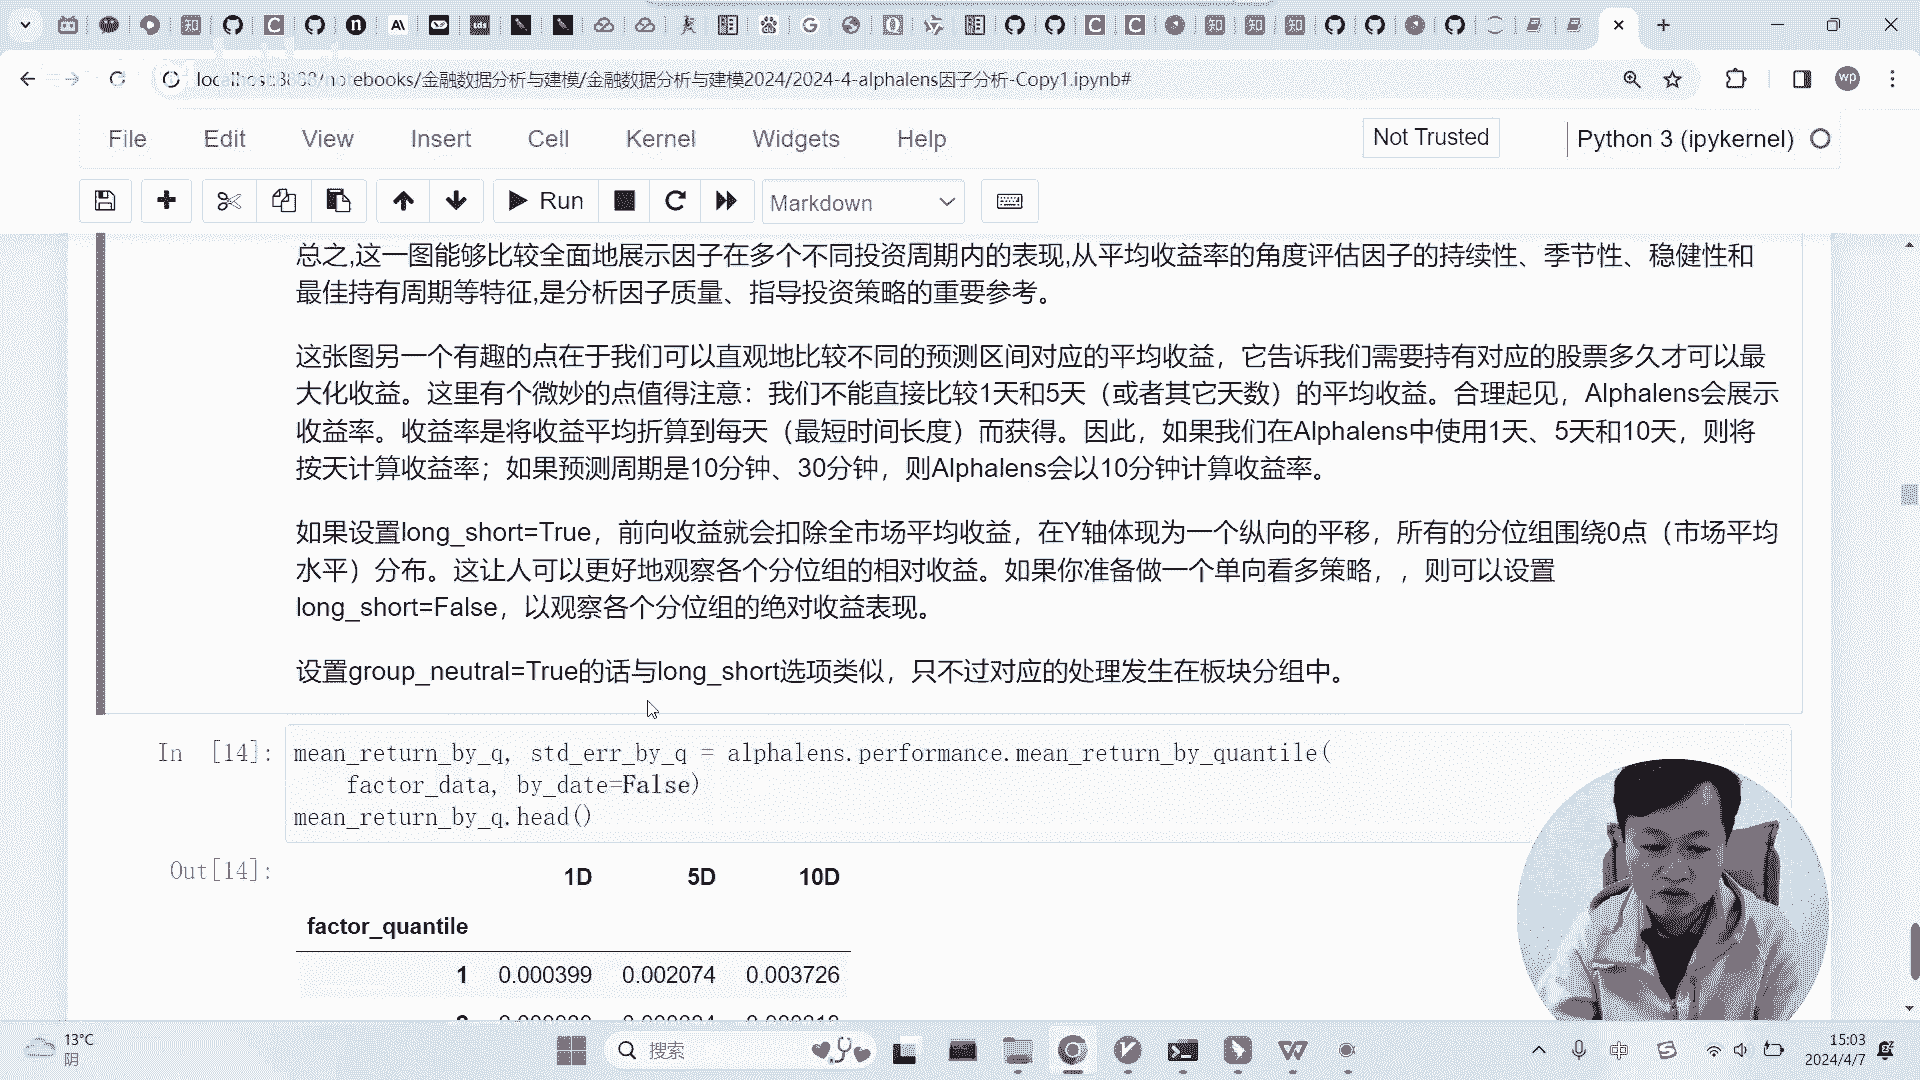 localhost:8888/notebooks/金融数据分析与建模/金融数据分析与建模2024/2024-4-alphalens因子分析-Copy1.ipynb#
wp
File Edit View Insert Cell Kernel Widgets Help
Not Trusted
Python 3 (ipykernel)
Run
Markdown
总之,这一图能够比较全面地展示因子在多个不同投资周期内的表现,从平均收益率的角度评估因子的持续性、季节性、稳健性和
最佳持有周期等特征,是分析因子质量、指导投资策略的重要参考。
这张图另一个有趣的点在于我们可以直观地比较不同的预测区间对应的平均收益，它告诉我们需要持有对应的股票多久才可以最
大化收益。这里有个微妙的点值得注意：我们不能直接比较1天和5天（或者其它天数）的平均收益。合理起见，Alphalens会展示
收益率。收益率是将收益平均折算到每天（最短时间长度）而获得。因此，如果我们在Alphalens中使用1天、5天和10天，则将
按天计算收益率；如果预测周期是10分钟、30分钟，则Alphalens会以10分钟计算收益率。
如果设置long_short=True，前向收益就会扣除全市场平均收益，在Y轴体现为一个纵向的平移，所有的分位组围绕0点（市场平均
水平）分布。这让人可以更好地观察各个分位组的相对收益。如果你准备做一个单向看多策略，，则可以设置
long_short=False，以观察各个分位组的绝对收益表现。
设置group_neutral=True的话与long_short选项类似，只不过对应的处理发生在板块分组中。
In [14]:
mean_return_by_q, std_err_by_q = alphalens.performance.mean_return_by_quantile(
factor_data, by_date=False)
mean_return_by_q.head()
Out[14]:
1D 5D 10D
factor_quantile
1 0.000399 0.002074 0.003726
13°C
阴
搜索
中
15:03
2024/4/7